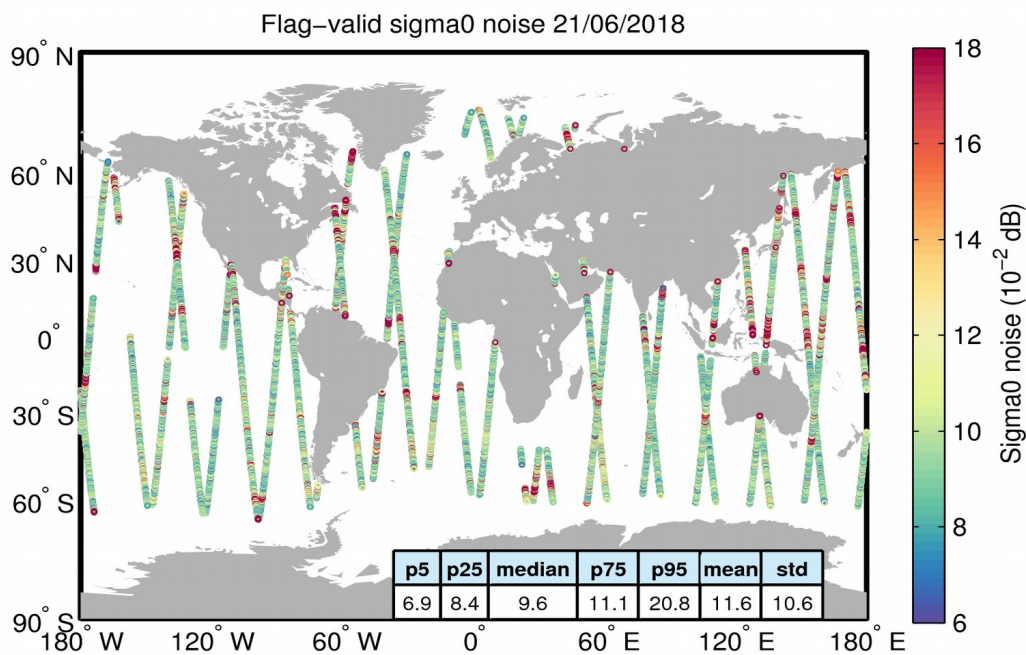 Flag−valid sigma0 noise 21/06/2018
90° N
60° N
30° N
0°
30° S
60° S
90° S
180° W
120° W
60° W
0°
60° E
120° E
180° E
p5 p25 median p75 p95 mean std
6.9 8.4 9.6 11.1 20.8 11.6 10.6
18
16
14
12
10
8
6
Sigma0 noise (10⁻² dB)